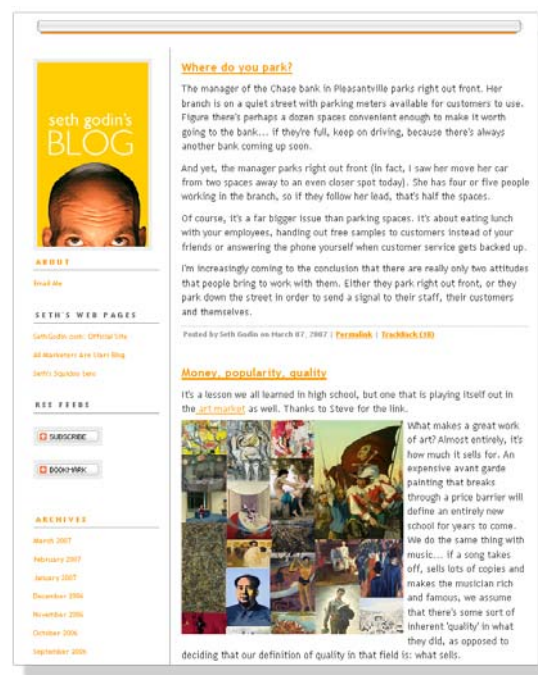 seth godin's
BLOG
ABOUT
Email Me
SETH'S WEB PAGES
SethGodin.com: Official Site
All Marketers Are Liars Blog
Seth's Squidoo lens
RSS FEEDS
SUBSCRIBE
BOOKMARK
ARCHIVES
March 2007
February 2007
January 2007
December 2006
November 2006
October 2006
September 2006
Where do you park?
The manager of the Chase bank in Pleasantville parks right out front. Her
branch is on a quiet street with parking meters available for customers to use.
Figure there's perhaps a dozen spaces convenient enough to make it worth
going to the bank... if they're full, keep on driving, because there's always
another bank coming up soon.
And yet, the manager parks right out front (in fact, I saw her move her car
from two spaces away to an even closer spot today). She has four or five people
working in the branch, so if they follow her lead, that's half the spaces.
Of course, it's a far bigger issue than parking spaces. It's about eating lunch
with your employees, handing out free samples to customers instead of your
friends or answering the phone yourself when customer service gets backed up.
I'm increasingly coming to the conclusion that there are really only two attitudes
that people bring to work with them. Either they park right out front, or they
park down the street in order to send a signal to their staff, their customers
and themselves.
Posted by Seth Godin on March 07, 2007 | Permalink | TrackBack (38)
Money, popularity, quality
It's a lesson we all learned in high school, but one that is playing itself out in
the art market as well. Thanks to Steve for the link.
What makes a great work
of art? Almost entirely, it's
how much it sells for. An
expensive avant garde
painting that breaks
through a price barrier will
define an entirely new
school for years to come.
We do the same thing with
music... if a song takes
off, sells lots of copies and
makes the musician rich
and famous, we assume
that there's some sort of
inherent 'quality' in what
they did, as opposed to
deciding that our definition of quality in that field is: what sells.